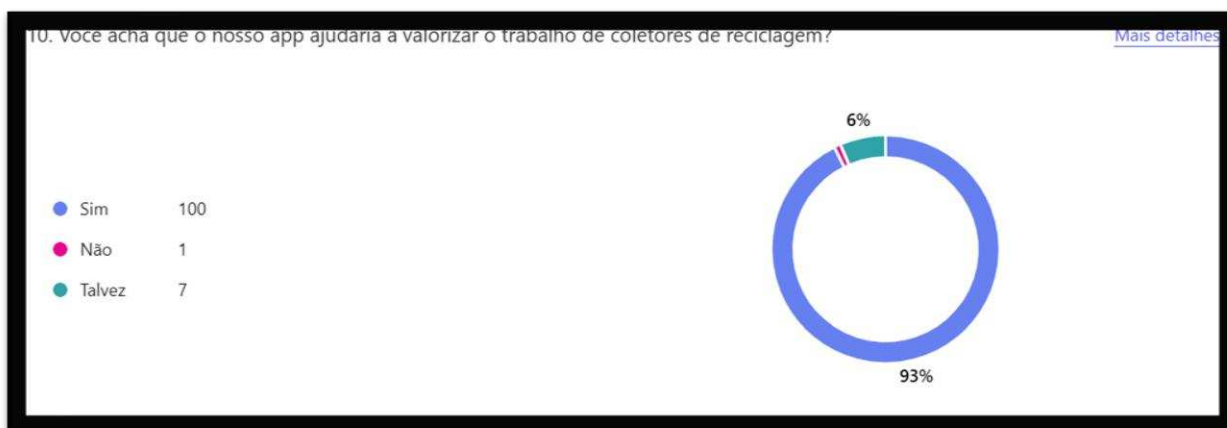 10. Você acha que o nosso app ajudaria a valorizar o trabalho de coletores de reciclagem?
Mais detalhes
6%
Sim 100
Não 1
Talvez 7
93%